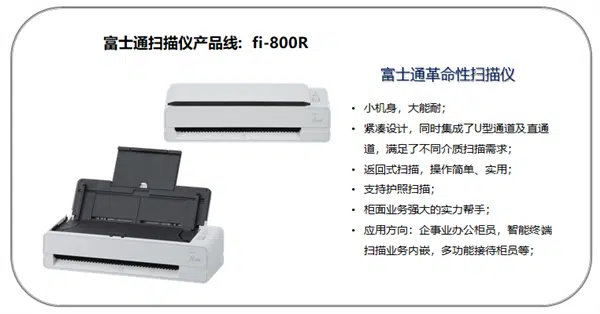 富士通扫描仪产品线：fi-800R
富士通革命性扫描仪
• 小机身，大能耐；
• 紧凑设计，同时集成了U型通道及直通
道，满足了不同介质扫描需求；
• 返回式扫描，操作简单、实用；
• 支持护照扫描；
• 柜面业务强大的实力帮手；
• 应用方向：企事业办公柜员，智能终端
扫描业务内嵌，多功能接待柜员等；